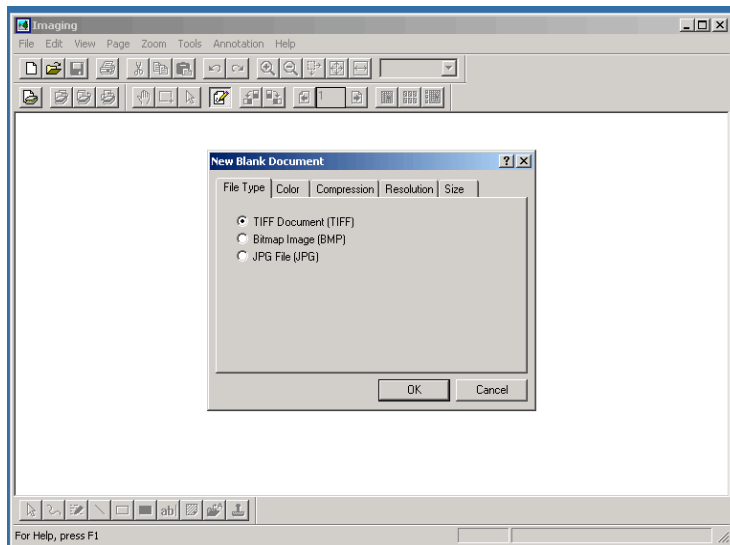 Imaging
File Edit View Page Zoom Tools Annotation Help
1
New Blank Document
File Type Color Compression Resolution Size
TIFF Document (TIFF)
Bitmap Image (BMP)
JPG File (JPG)
OK Cancel
ab
For Help, press F1